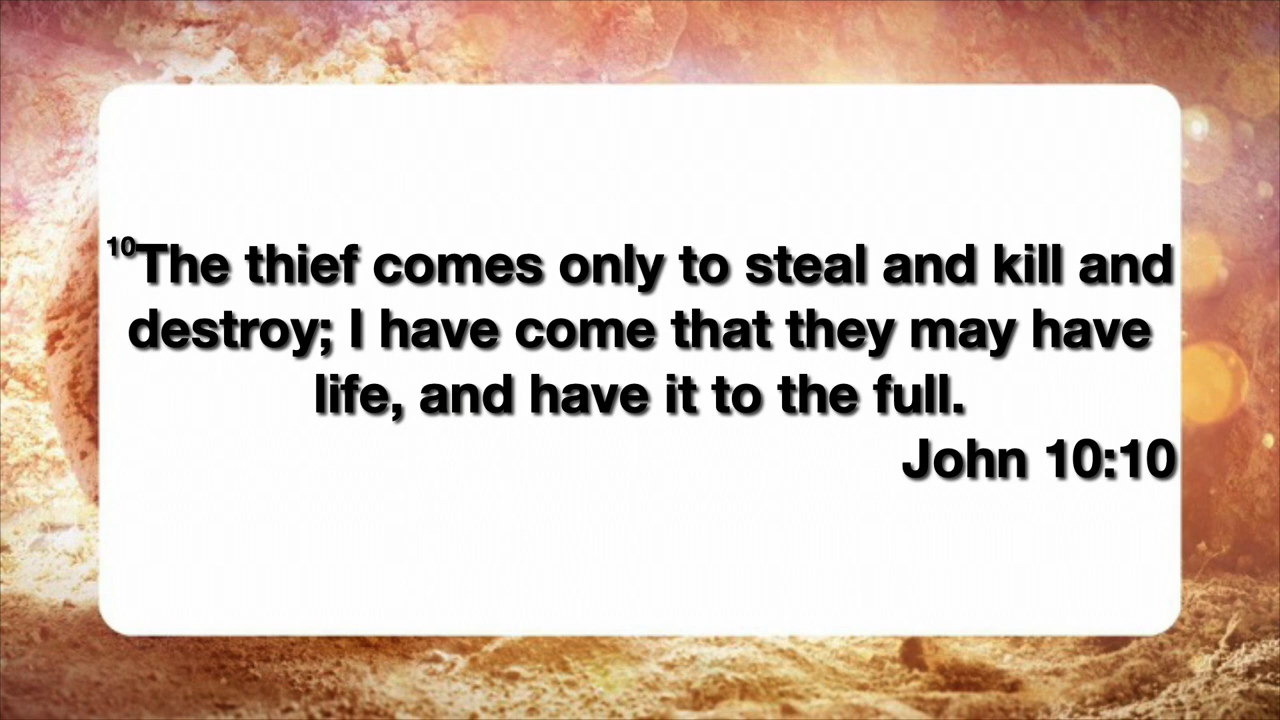 10The thief comes only to steal and kill and
destroy; I have come that they may have
life, and have it to the full.
John 10:10